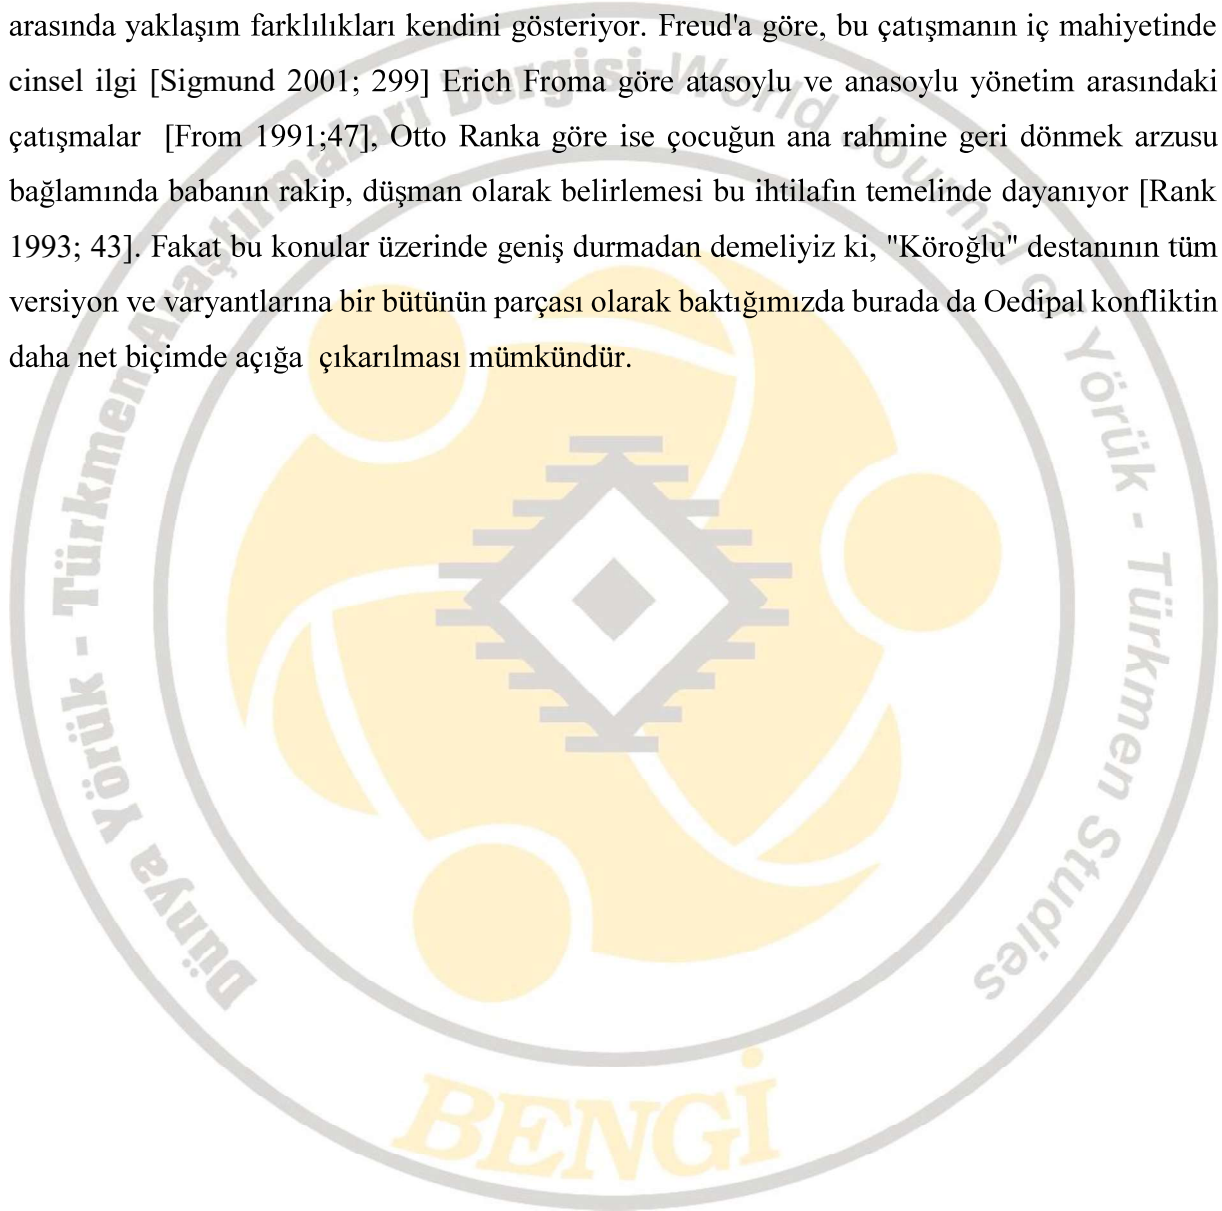 arasında yaklaşım farklılıkları kendini gösteriyor. Freud'a göre, bu çatışmanın iç mahiyetinde
cinsel ilgi [Sigmund 2001; 299] Erich Froma göre atasoylu ve anasoylu yönetim arasındaki
çatışmalar [From 1991;47], Otto Ranka göre ise çocuğun ana rahmine geri dönmek arzusu
bağlamında babanın rakip, düşman olarak belirlemesi bu ihtilafın temelinde dayanıyor [Rank
1993; 43]. Fakat bu konular üzerinde geniş durmadan demeliyiz ki, "Köroğlu" destanının tüm
versiyon ve varyantlarına bir bütünün parçası olarak baktığımızda burada da Oedipal konfliktin
daha net biçimde açığa çıkarılması mümkündür.
Dünya Yörük - Türkmen Araştırmaları Dergisi-World Journal of Yörük - Türkmen Studies
BENGİ